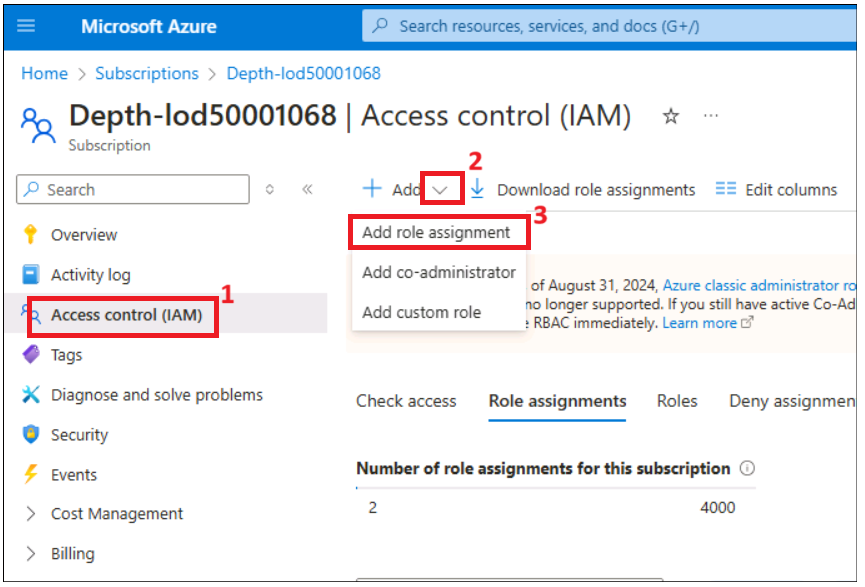 Microsoft Azure
Search resources, services, and docs (G+/)
Home > Subscriptions > Depth-lod50001068
Depth-lod50001068 | Access control (IAM)
Subscription
2
Search
Add
Download role assignments
Edit columns
3
Add role assignment
Add co-administrator
Add custom role
of August 31, 2024, Azure classic administrator ro
no longer supported. If you still have active Co-Ad
RBAC immediately. Learn more
Overview
Activity log
1
Access control (IAM)
Tags
Diagnose and solve problems
Security
Events
Cost Management
Billing
Check access
Role assignments
Roles
Deny assignmen
Number of role assignments for this subscription
2
4000